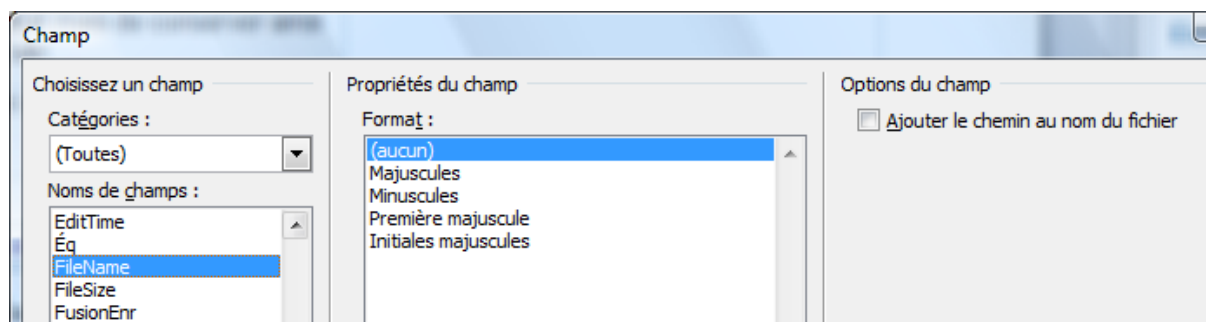 Champ
Choisissez un champ
Catégories :
(Toutes)
Noms de champs :
EditTime
Éq
FileName
FileSize
FusionEnr
Propriétés du champ
Format :
(aucun)
Majuscules
Minuscules
Première majuscule
Initiales majuscules
Options du champ
Ajouter le chemin au nom du fichier